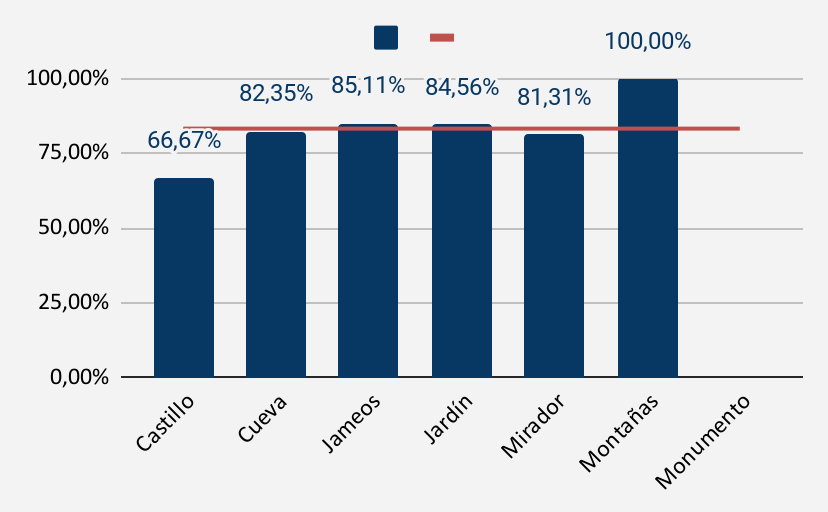 100,00%
82,35%
85,11%
84,56%
81,31%
66,67%
100,00%
75,00%
50,00%
25,00%
0,00%
Castillo
Cueva
Jameos
Jardín
Mirador
Montañas
Monumento